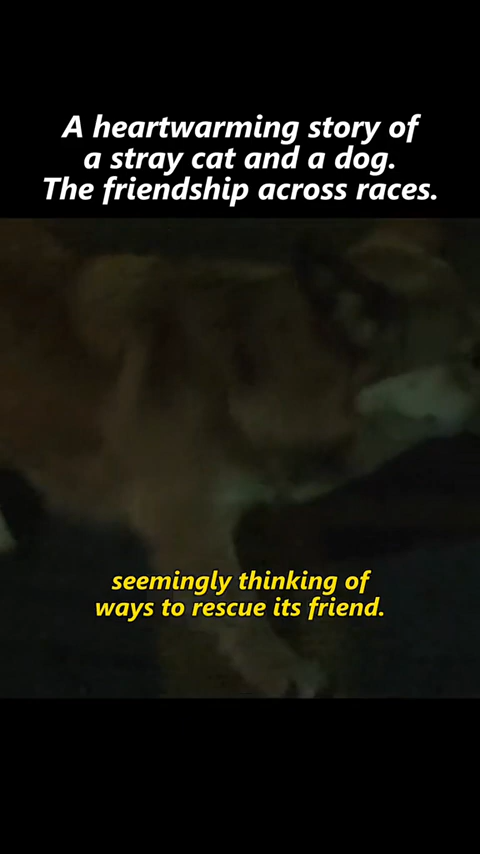 A heartwarming story of
a stray cat and a dog.
The friendship across races.
seemingly thinking of
ways to rescue its friend.